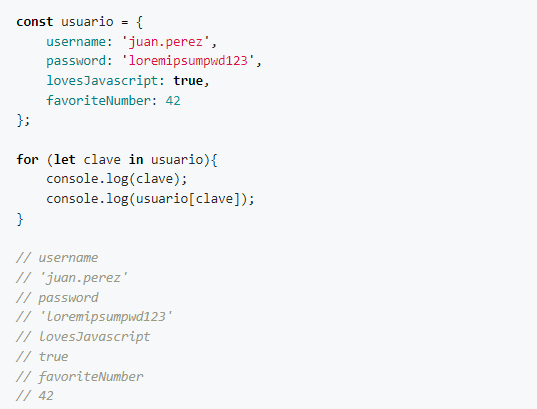 const usuario = {
    username: 'juan.perez',
    password: 'loremipsumpwd123',
    lovesJavascript: true,
    favoriteNumber: 42
};

for (let clave in usuario){
    console.log(clave);
    console.log(usuario[clave]);
}

// username
// 'juan.perez'
// password
// 'loremipsumpwd123'
// lovesJavascript
// true
// favoriteNumber
// 42